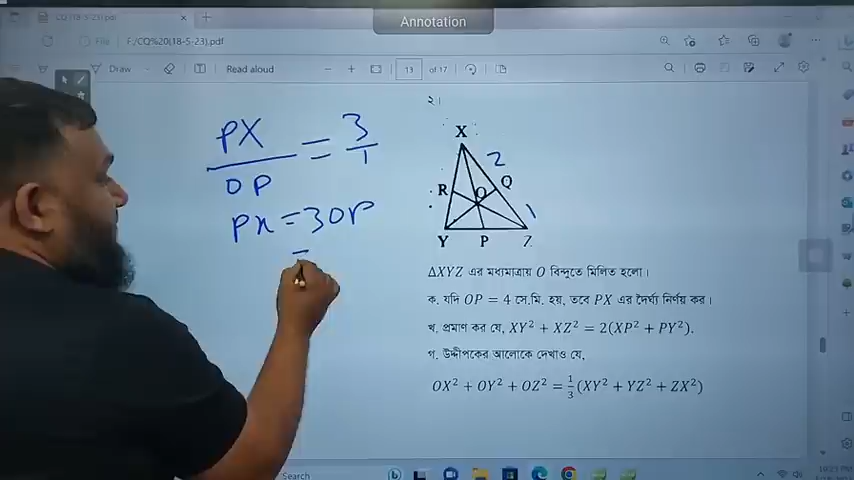 Annotation
CQ (18-5-23).pdf
File F:/CQ%20(18-5-23).pdf
Draw Read aloud 13 of 17
২।
PX/OP = 3/1
Px = 3OP
=
X
2
R O Q
1
Y P Z
ΔXYZ এর মধ্যমাত্রয় O বিন্দুতে মিলিত হলো।
ক. যদি OP = 4 সে.মি. হয়, তবে PX এর দৈর্ঘ্য নির্ণয় কর।
খ. প্রমাণ কর যে, XY² + XZ² = 2(XP² + PY²).
গ. উদ্দীপকের আলোকে দেখাও যে,
OX² + OY² + OZ² = 1/3(XY² + YZ² + ZX²)
Search